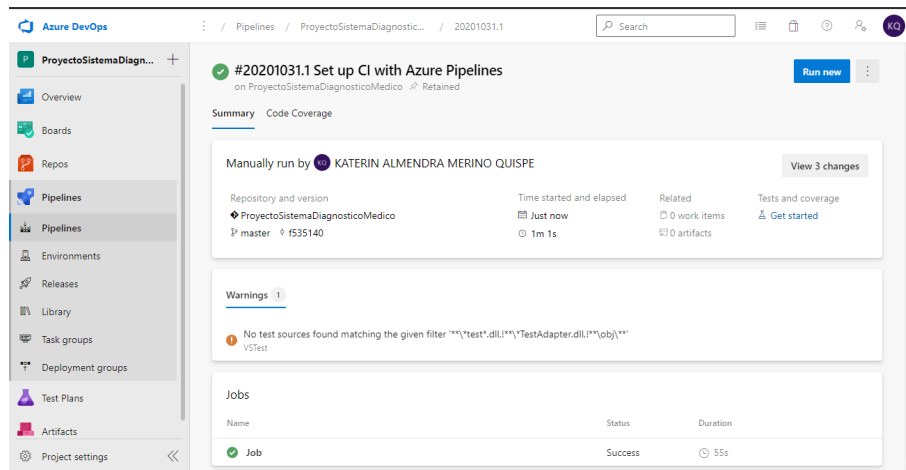 Azure DevOps
/ Pipelines / ProyectoSistemaDiagnostic... / 20201031.1
Search
KQ
P ProyectoSistemaDiagn...
Overview
Boards
Repos
Pipelines
Pipelines
Environments
Releases
Library
Task groups
Deployment groups
Test Plans
Artifacts
Project settings
#20201031.1 Set up CI with Azure Pipelines
on ProyectoSistemaDiagnosticoMedico Retained
Run new
Summary Code Coverage
Manually run by KQ KATERIN ALMENDRA MERINO QUISPE
View 3 changes
Repository and version
ProyectoSistemaDiagnosticoMedico
master f535140
Time started and elapsed
Just now
1m 1s
Related
0 work items
0 artifacts
Tests and coverage
Get started
Warnings 1
No test sources found matching the given filter '**\*test*.dll,!**\*TestAdapter.dll,!**\obj\**'
VSTest
Jobs
Name Status Duration
Job Success 55s